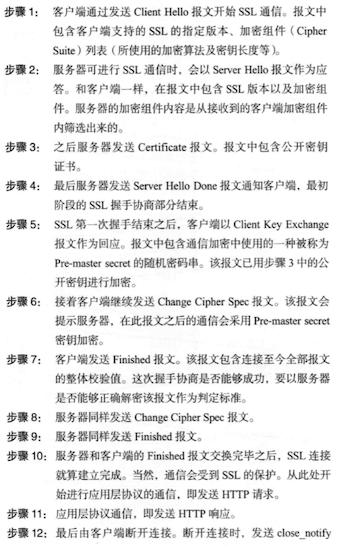 步骤 1： 客户端通过发送 Client Hello 报文开始 SSL 通信。报文中
包含客户端支持的 SSL 的指定版本、加密组件（Cipher
Suite）列表（所使用的加密算法及密钥长度等）。
步骤 2： 服务器可进行 SSL 通信时，会以 Server Hello 报文作为应
答。和客户端一样，在报文中包含 SSL 版本以及加密组
件。服务器的加密组件内容是从接收到的客户端加密组件
内筛选出来的。
步骤 3： 之后服务器发送 Certificate 报文。报文中包含公开密钥
证书。
步骤 4： 最后服务器发送 Server Hello Done 报文通知客户端，最初
阶段的 SSL 握手协商部分结束。
步骤 5： SSL 第一次握手结束之后，客户端以 Client Key Exchange
报文作为回应。报文中包含通信加密中使用的一种被称为
Pre-master secret 的随机密码串。该报文已用步骤 3 中的公
开密钥进行加密。
步骤 6： 接着客户端继续发送 Change Cipher Spec 报文。该报文会
提示服务器，在此报文之后的通信会采用 Pre-master secret
密钥加密。
步骤 7： 客户端发送 Finished 报文。该报文包含连接至今全部报文
的整体校验值。这次握手协商是否能够成功，要以服务器
是否能够正确解密该报文作为判定标准。
步骤 8： 服务器同样发送 Change Cipher Spec 报文。
步骤 9： 服务器同样发送 Finished 报文。
步骤 10： 服务器和客户端的 Finished 报文交换完毕之后，SSL 连接
就算建立完成。当然，通信会受到 SSL 的保护。从此处开
始进行应用层协议的通信，即发送 HTTP 请求。
步骤 11： 应用层协议通信，即发送 HTTP 响应。
步骤 12： 最后由客户端断开连接。断开连接时，发送 close_notify